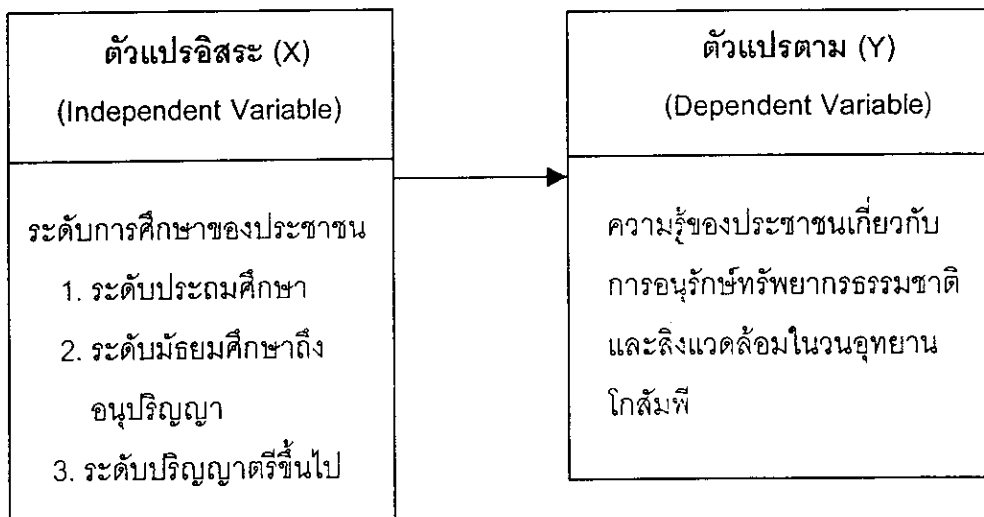 ตัวแปรอิสระ (X)
(Independent Variable)
ระดับการศึกษาของประชาชน
1. ระดับประถมศึกษา
2. ระดับมัธยมศึกษาถึง
อนุปริญญา
3. ระดับปริญญาตรีขึ้นไป
ตัวแปรตาม (Y)
(Dependent Variable)
ความรู้ของประชาชนเกี่ยวกับ
การอนุรักษ์ทรัพยากรธรรมชาติ
และสิ่งแวดล้อมในวนอุทยาน
โกสัมพี